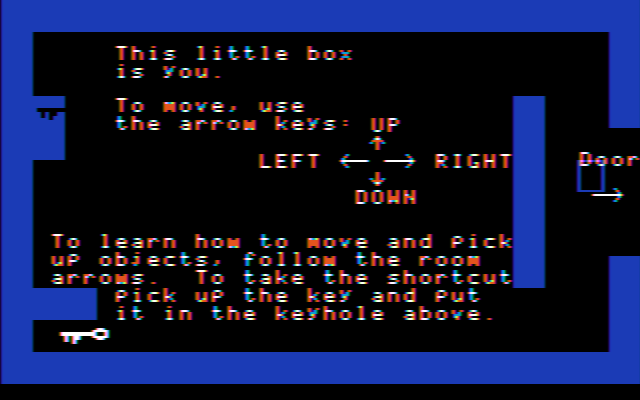 This little box
is you.
To move, use
the arrow keys: UP
LEFT ← → RIGHT
DOWN
Door
→
To learn how to move and pick
up objects, follow the room
arrows. To take the shortcut
pick up the key and put
it in the keyhole above.